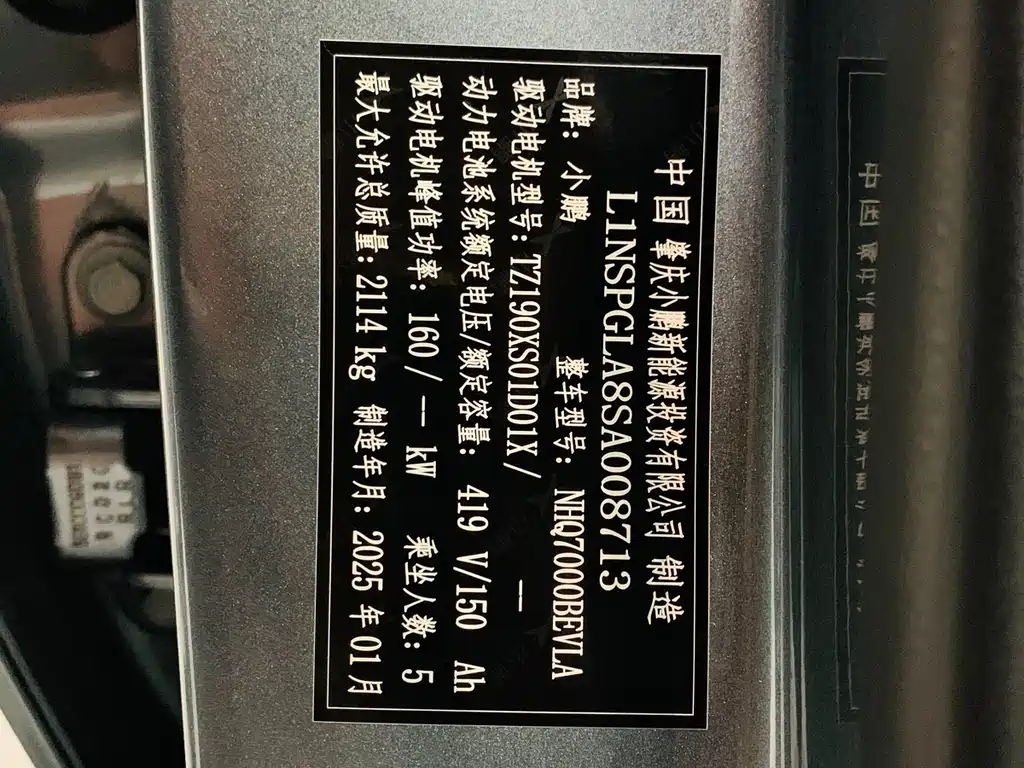 中国 肇庆小鹏新能源投资有限公司 制造
L1NSPGLA8SA008713
品牌: 小鹏 整车型号: NHQ7000BEVLA
驱动电机型号: TZ190XS01D01X/ --
动力电池系统额定电压/额定容量: 419 V/150 Ah
驱动电机峰值功率: 160/ -- kW 乘坐人数: 5
最大允许总质量: 2114 kg 制造年月: 2025 年 01 月